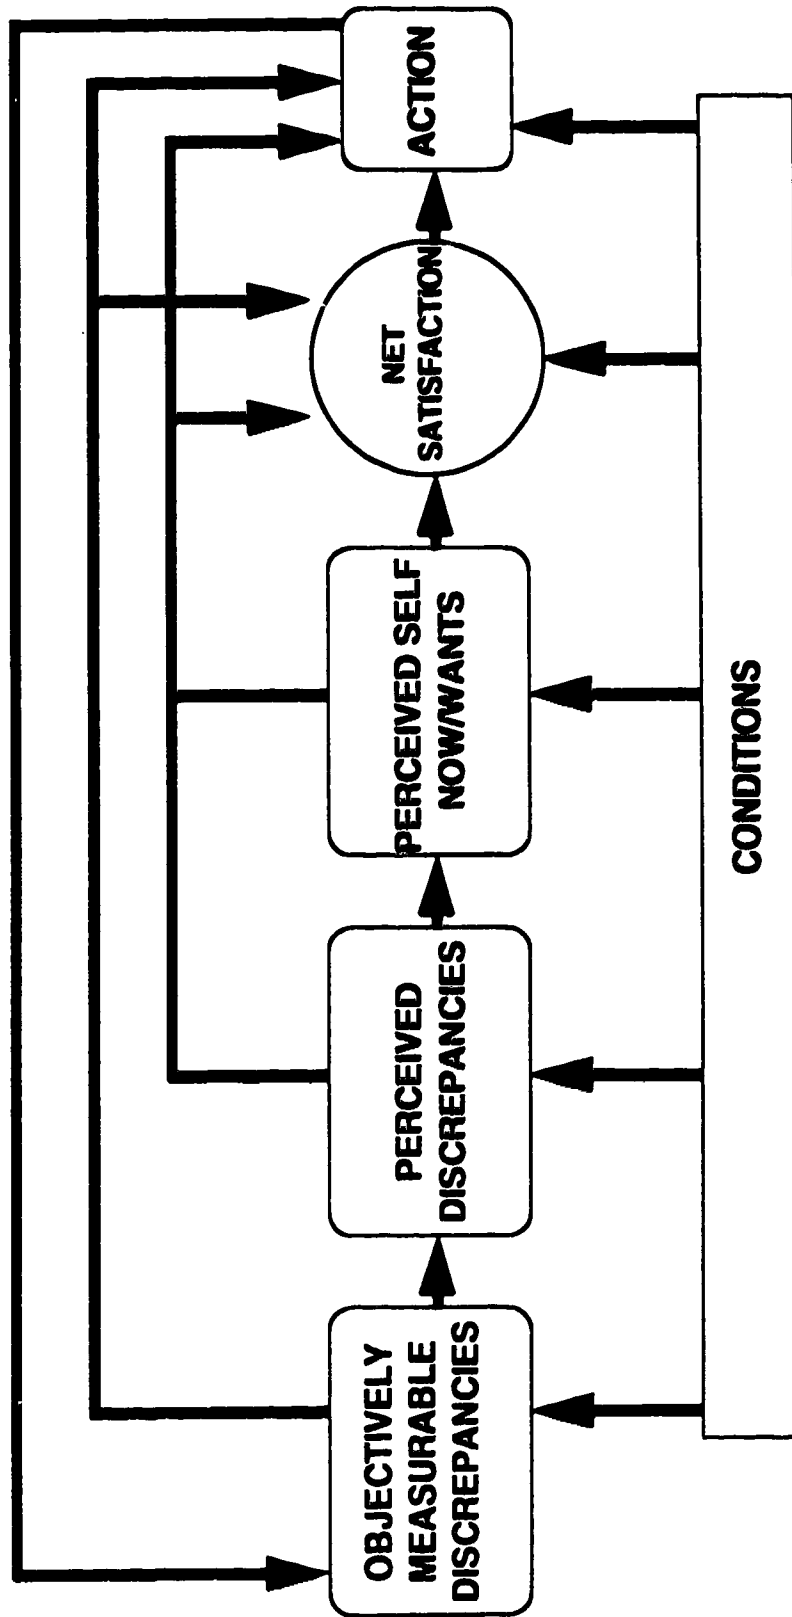 OBJECTIVELY
MEASURABLE
DISCREPANCIES
PERCEIVED
DISCREPANCIES
PERCEIVED SELF
NOW/WANTS
NET
SATISFACTION
ACTION
CONDITIONS